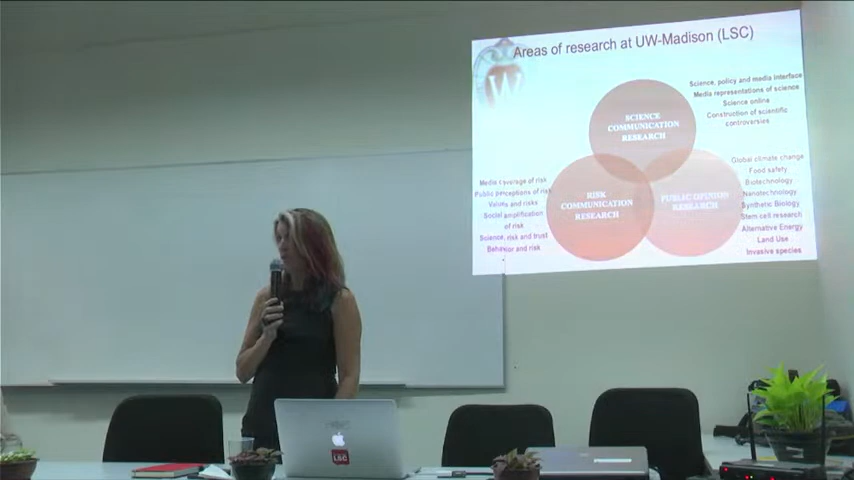 Areas of research at UW-Madison (LSC)
W
Science, policy and media interface
Media representations of science
Science online
Construction of scientific
controversies
SCIENCE
COMMUNICATION
RESEARCH
Media coverage of risk
Public perceptions of risk
Values and risks
Social amplification
of risk
Science, risk and trust
Behavior and risk
RISK
COMMUNICATION
RESEARCH
PUBLIC OPINION
RESEARCH
Global climate change
Food safety
Biotechnology
Nanotechnology
Synthetic Biology
Stem cell research
Alternative Energy
Land Use
Invasive species
LSC